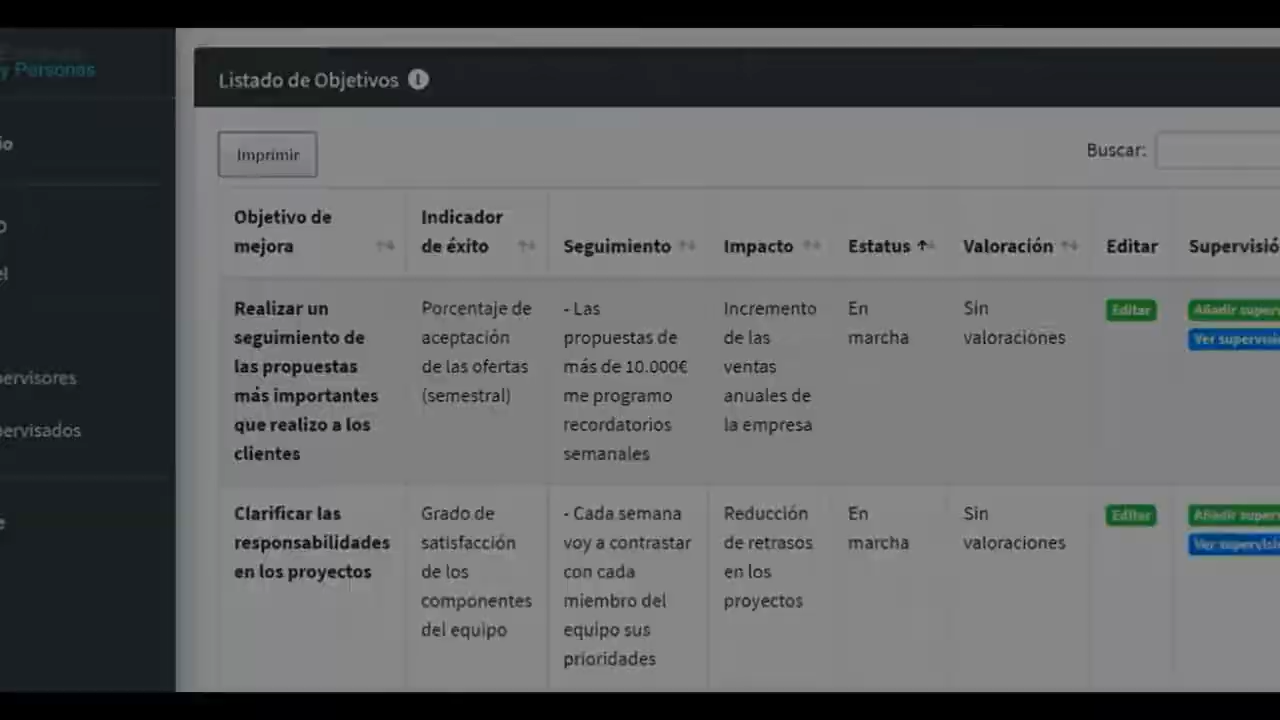 y Personas
Listado de Objetivos
Imprimir
Buscar:
Objetivo de
mejora
Indicador
de éxito
Seguimiento
Impacto
Estatus
Valoración
Editar
Realizar un
seguimiento de
las propuestas
más importantes
que realizo a los
clientes
Porcentaje de
aceptación
de las ofertas
(semestral)
- Las
propuestas de
más de 10.000€
me programo
recordatorios
semanales
Incremento
de las
ventas
anuales de
la empresa
En
marcha
Sin
valoraciones
Editar
Añadir
Ver
Clarificar las
responsabilidades
en los proyectos
Grado de
satisfacción
de los
componentes
del equipo
- Cada semana
voy a contrastar
con cada
miembro del
equipo sus
prioridades
Reducción
de retrasos
en los
proyectos
En
marcha
Sin
valoraciones
Editar
Añadir
Ver